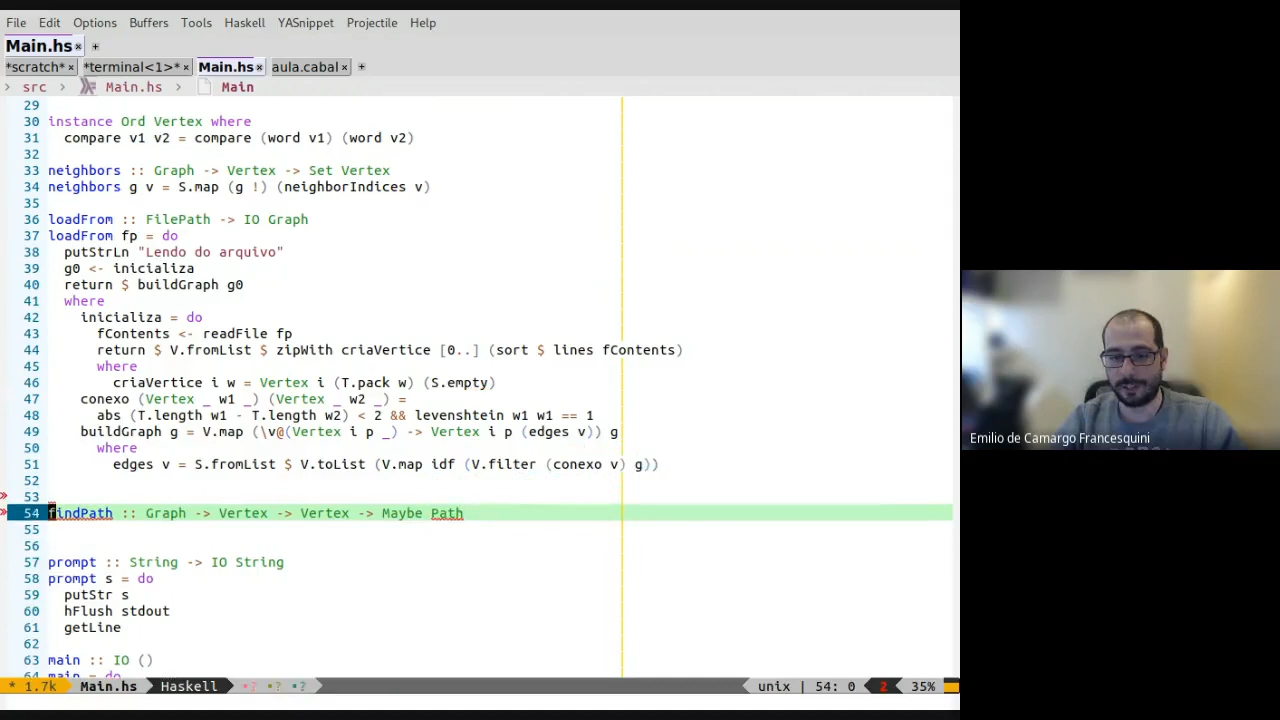 File Edit Options Buffers Tools Haskell YASnippet Projectile Help
Main.hs× +
*scratch*× *terminal<1>*× Main.hs× aula.cabal× +
> src > Main.hs > Main
29
30 instance Ord Vertex where
31 compare v1 v2 = compare (word v1) (word v2)
32
33 neighbors :: Graph -> Vertex -> Set Vertex
34 neighbors g v = S.map (g !) (neighborIndices v)
35
36 loadFrom :: FilePath -> IO Graph
37 loadFrom fp = do
38 putStrLn "Lendo do arquivo"
39 g0 <- inicializa
40 return $ buildGraph g0
41 where
42 inicializa = do
43 fContents <- readFile fp
44 return $ V.fromList $ zipWith criaVertice [0..] (sort $ lines fContents)
45 where
46 criaVertice i w = Vertex i (T.pack w) (S.empty)
47 conexo (Vertex _ w1 _) (Vertex _ w2 _) =
48 abs (T.length w1 - T.length w2) < 2 && levenshtein w1 w1 == 1
49 buildGraph g = V.map (\v@(Vertex i p _) -> Vertex i p (edges v)) g
50 where
51 edges v = S.fromList $ V.toList (V.map idf (V.filter (conexo v) g))
52
53
54 findPath :: Graph -> Vertex -> Vertex -> Maybe Path
55
56
57 prompt :: String -> IO String
58 prompt s = do
59 putStr s
60 hFlush stdout
61 getLine
62
63 main :: IO ()
64 main = do
* 1.7k Main.hs Haskell •? •? •? unix | 54: 0 2 35%
Emilio de Camargo Francesquini